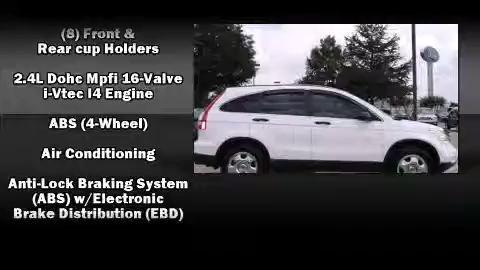 (8) Front &
Rear cup Holders
2.4L Dohc Mpfi 16-Valve
i-Vtec I4 Engine
ABS (4-Wheel)
Air Conditioning
Anti-Lock Braking System
(ABS) w/Electronic
Brake Distribution (EBD)